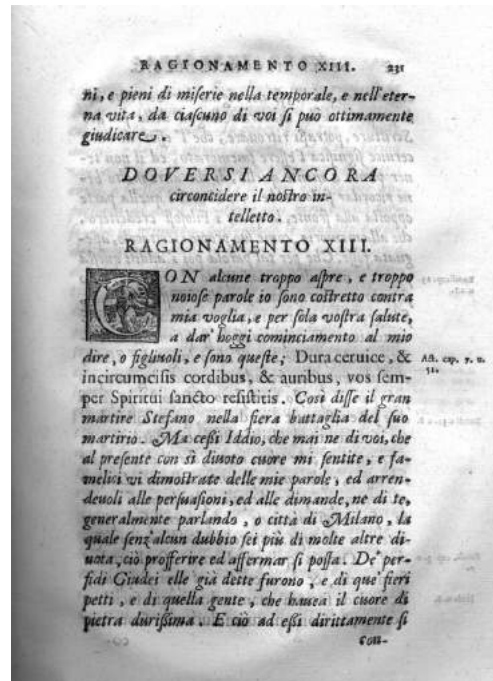 RAGIONAMENTO XIII. 231
ni, e pieni di miserie nella temporale, e nell'eter-
na vita, da ciascuno di voi si può ottimamente
giudicare.
DOVERSI ANCORA
circoncidere il nostro in-
telletto.
RAGIONAMENTO XIII.
CON alcune troppo aspre, e troppo
noiose parole io sono costretto contra
mia voglia, e per sola vostra salute,
a dar hoggi cominciamento al mio
dire, o figliuoli, e sono queste; Dura ceruice, &
Act. cap. 7. u.
51.
incircumcisis cordibus, & auribus, vos sem-
per Spiritui sancto resistitis. Così disse il gran
martire Stefano nella fiera battaglia del suo
martirio. Ma cessi Iddio, che mai ne di voi, che
al presente con sì diuoto cuore mi sentite, e fa-
melici vi dimostrate delle mie parole, ed arren-
deuoli alle persuasioni, ed alle dimande, ne di te,
generalmente parlando, o città di Milano, la
quale senz'alcun dubbio sei più di molte altre di-
uota, ciò profferire ed affermar si possa. De' per-
fidi Giudei elle già dette furono, e di que' fieri
petti, e di quella gente, che hauea il cuore di
pietra durissima. E ciò ad essi dirittamente si
con-